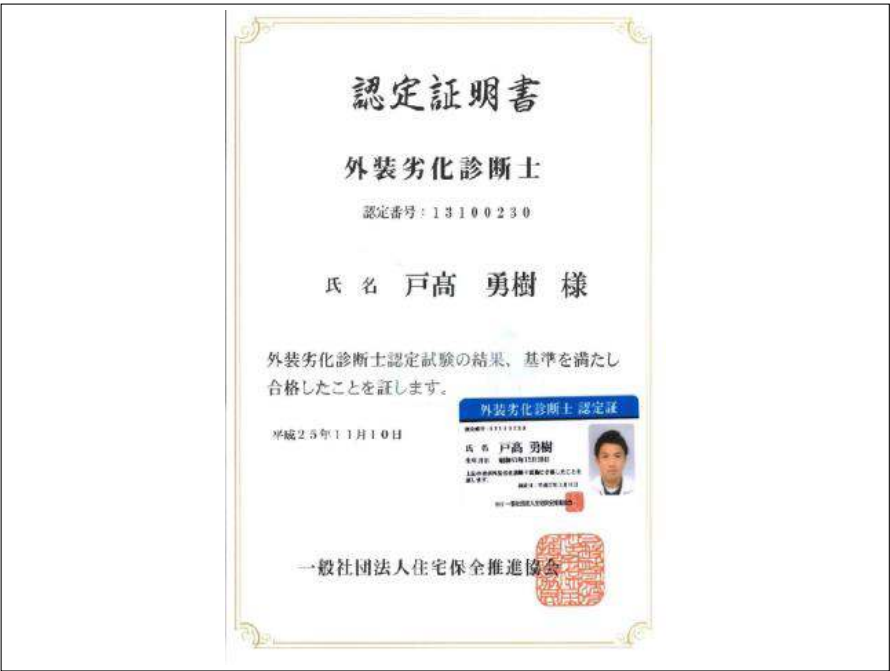 認定証明書
外装劣化診断士
認定番号：13100230
氏 名 戸髙 勇樹 様
外装劣化診断士認定試験の結果、基準を満たし
合格したことを証します。
平成25年11月10日
外装劣化診断士 認定証
氏 名 戸髙 勇樹
一般社団法人住宅保全推進協会